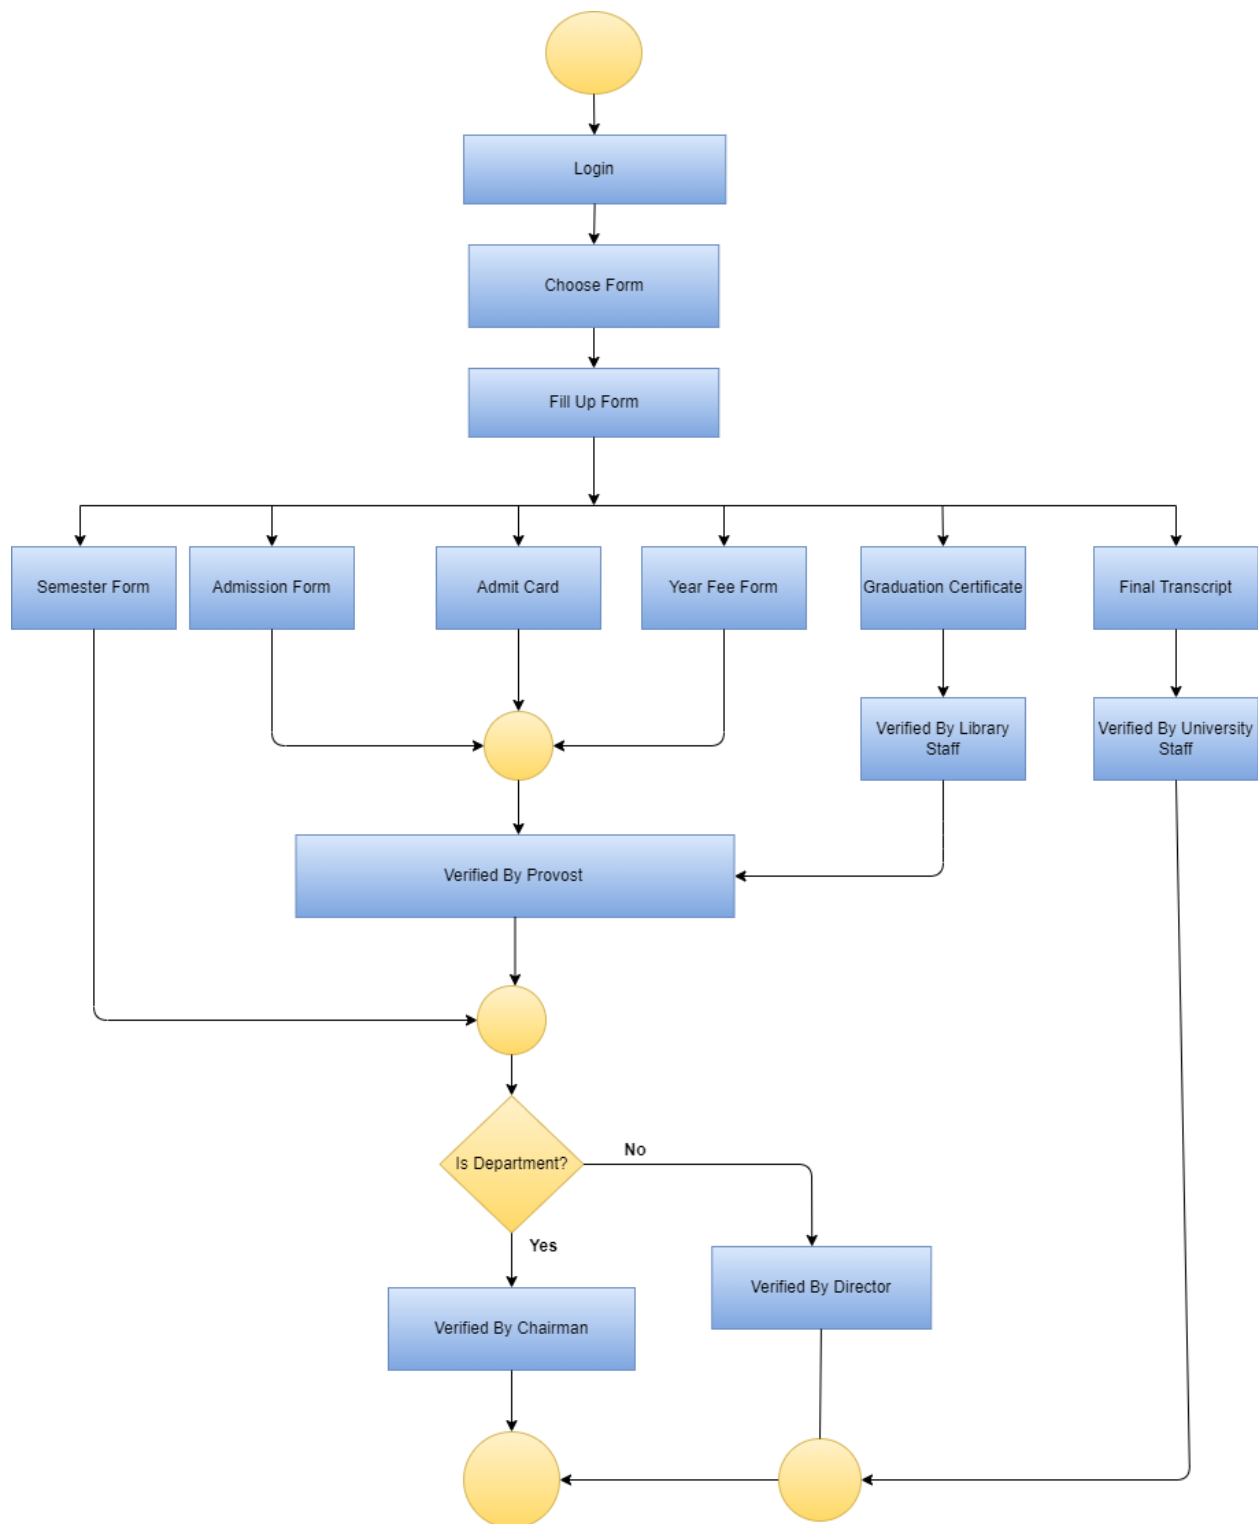 Login
Choose Form
Fill Up Form
Semester Form
Admission Form
Admit Card
Year Fee Form
Graduation Certificate
Final Transcript
Verified By Library
Staff
Verified By University
Staff
Verified By Provost
Is Department?
No
Yes
Verified By Director
Verified By Chairman